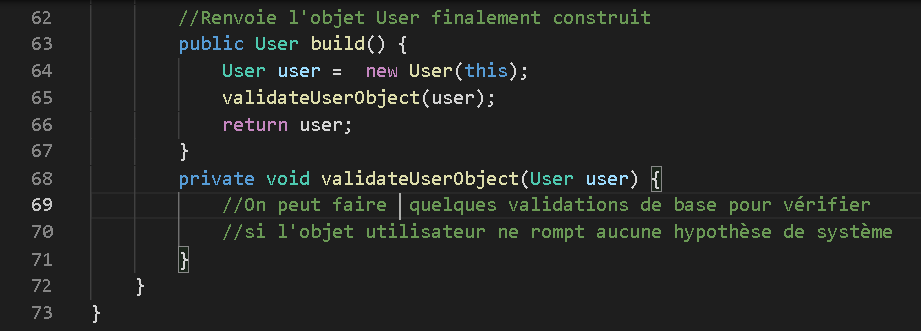 62 //Renvoie l'objet User finalement construit
63 public User build() {
64 User user =  new User(this);
65 validateUserObject(user);
66 return user;
67 }
68 private void validateUserObject(User user) {
69 //On peut faire  quelques validations de base pour vérifier
70 //si l'objet utilisateur ne rompt aucune hypothèse de système
71 }
72 }
73 }